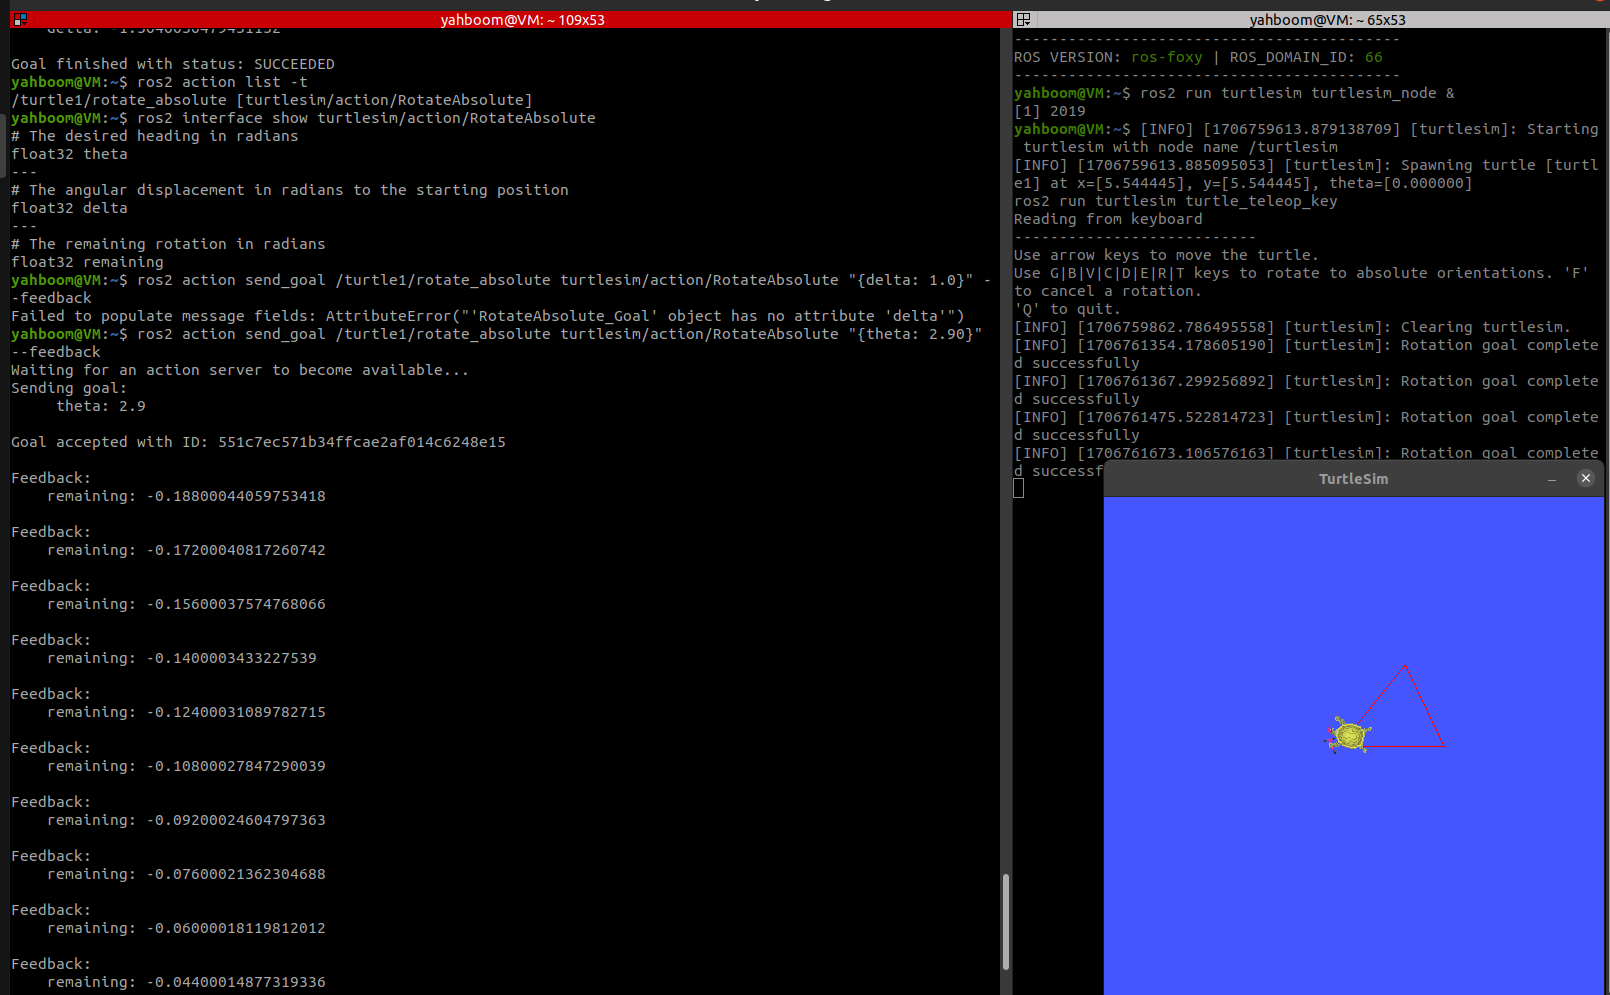 yahboom@VM: ~ 109x53
Goal finished with status: SUCCEEDED
yahboom@VM:~$ ros2 action list -t
/turtle1/rotate_absolute [turtlesim/action/RotateAbsolute]
yahboom@VM:~$ ros2 interface show turtlesim/action/RotateAbsolute
# The desired heading in radians
float32 theta
---
# The angular displacement in radians to the starting position
float32 delta
---
# The remaining rotation in radians
float32 remaining
yahboom@VM:~$ ros2 action send_goal /turtle1/rotate_absolute turtlesim/action/RotateAbsolute "{delta: 1.0}" -
-feedback
Failed to populate message fields: AttributeError("'RotateAbsolute_Goal' object has no attribute 'delta'")
yahboom@VM:~$ ros2 action send_goal /turtle1/rotate_absolute turtlesim/action/RotateAbsolute "{theta: 2.90}"
--feedback
Waiting for an action server to become available...
Sending goal:
theta: 2.9
Goal accepted with ID: 551c7ec571b34ffcae2af014c6248e15
Feedback:
remaining: -0.18800044059753418
Feedback:
remaining: -0.17200040817260742
Feedback:
remaining: -0.15600037574768066
Feedback:
remaining: -0.1400003433227539
Feedback:
remaining: -0.12400031089782715
Feedback:
remaining: -0.10800027847290039
Feedback:
remaining: -0.09200024604797363
Feedback:
remaining: -0.07600021362304688
Feedback:
remaining: -0.06000018119812012
Feedback:
remaining: -0.04400014877319336
yahboom@VM: ~ 65x53
-------------------------------------------
ROS VERSION: ros-foxy | ROS_DOMAIN_ID: 66
-------------------------------------------
yahboom@VM:~$ ros2 run turtlesim turtlesim_node &
[1] 2019
yahboom@VM:~$ [INFO] [1706759613.879138709] [turtlesim]: Starting
turtlesim with node name /turtlesim
[INFO] [1706759613.885095053] [turtlesim]: Spawning turtle [turtl
e1] at x=[5.544445], y=[5.544445], theta=[0.000000]
ros2 run turtlesim turtle_teleop_key
Reading from keyboard
---------------------------
Use arrow keys to move the turtle.
Use G|B|V|C|D|E|R|T keys to rotate to absolute orientations. 'F'
to cancel a rotation.
'Q' to quit.
[INFO] [1706759862.786495558] [turtlesim]: Clearing turtlesim.
[INFO] [1706761354.178605190] [turtlesim]: Rotation goal complete
d successfully
[INFO] [1706761367.299256892] [turtlesim]: Rotation goal complete
d successfully
[INFO] [1706761475.522814723] [turtlesim]: Rotation goal complete
d successfully
[INFO] [1706761673.106576163] [turtlesim]: Rotation goal complete
d successf
TurtleSim